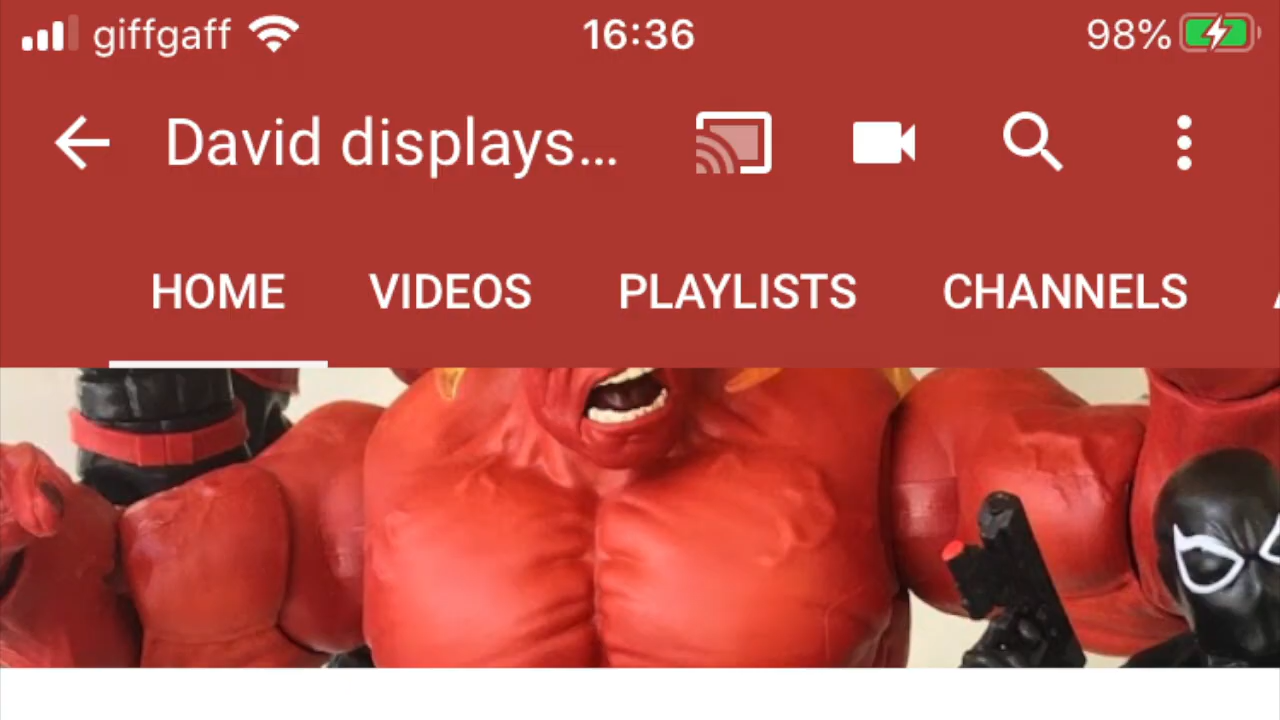 giffgaff 16:36 98%
David displays...
HOME VIDEOS PLAYLISTS CHANNELS